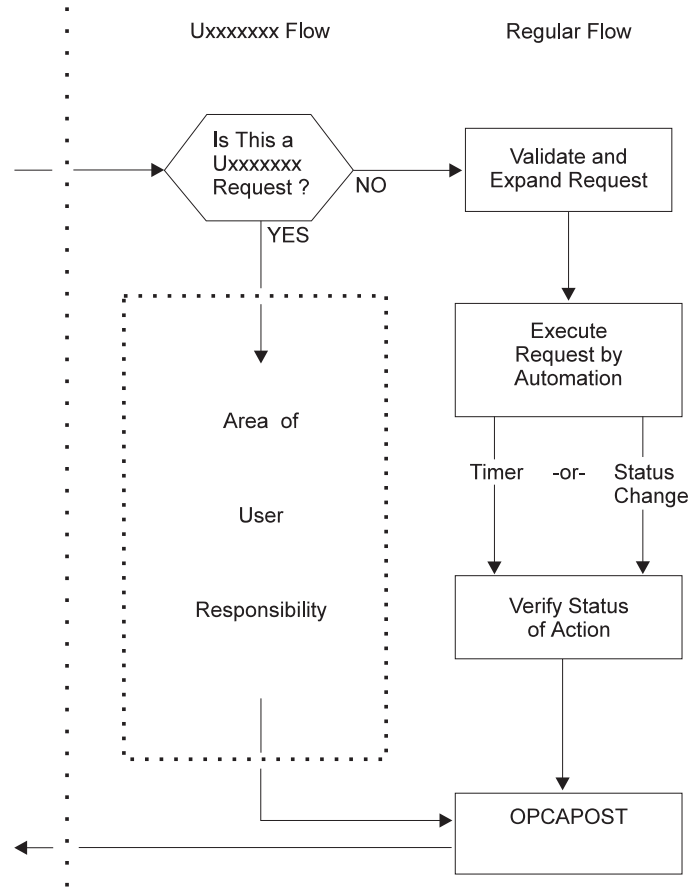 Uxxxxxxx Flow
Regular Flow
Is This a
Uxxxxxxx
Request ?
NO
YES
Validate and
Expand Request
Execute
Request by
Automation
Timer -or- Status
Change
Area of
User
Responsibility
Verify Status
of Action
OPCAPOST